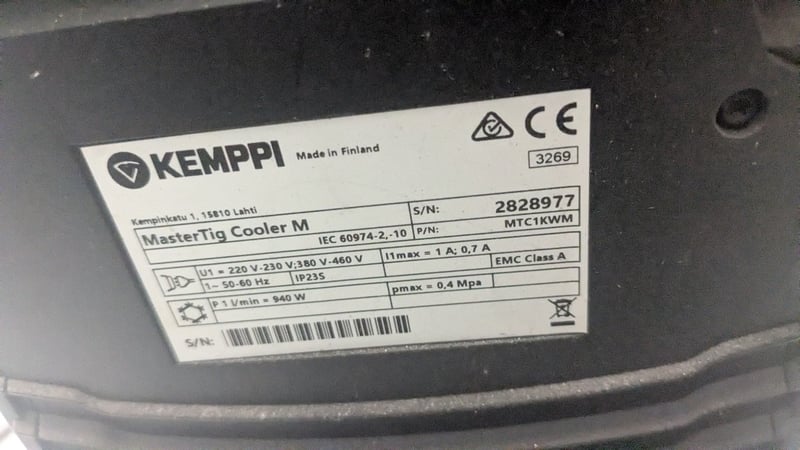 KEMPPI Made in Finland
CE
3269
Kempinkatu 1, 15810 Lahti
MasterTig Cooler M
IEC 60974-2,-10
S/N: 2828977
P/N: MTC1KWM
U1 = 220 V-230 V;380 V-460 V
1~ 50-60 Hz IP23S
I1max = 1 A; 0,7 A
EMC Class A
P 1 l/min = 940 W
pmax = 0,4 Mpa
S/N: